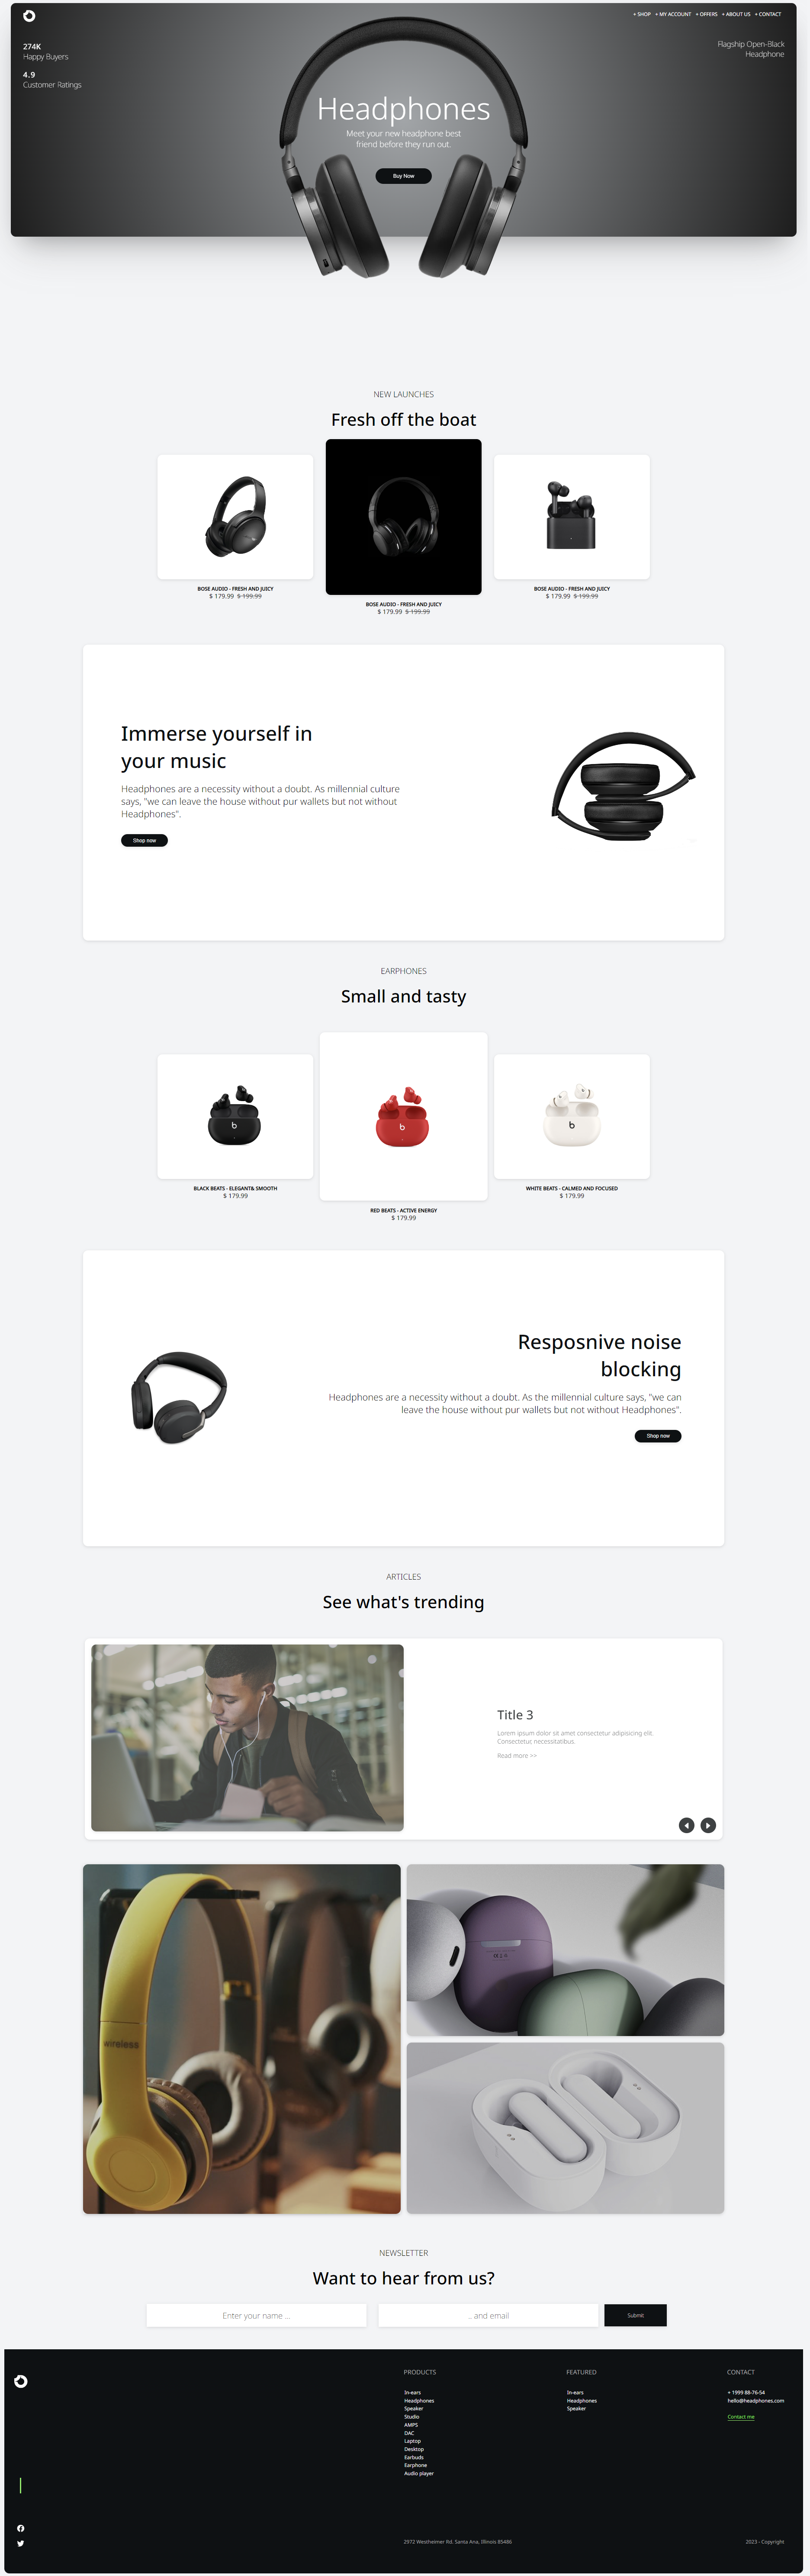 + SHOP + MY ACCOUNT + OFFERS + ABOUT US + CONTACT
274K
Happy Buyers
4.9
Customer Ratings
Flagship Open-Black
Headphone
Headphones
Meet your new headphone best
friend before they run out.
Buy Now
NEW LAUNCHES
Fresh off the boat
BOSE AUDIO - FRESH AND JUICY
$ 179.99 $ 199.99
BOSE AUDIO - FRESH AND JUICY
$ 179.99 $ 199.99
BOSE AUDIO - FRESH AND JUICY
$ 179.99 $ 199.99
Immerse yourself in
your music
Headphones are a necessity without a doubt. As millennial culture
says, "we can leave the house without pur wallets but not without
Headphones".
Shop now
EARPHONES
Small and tasty
BLACK BEATS - ELEGANT& SMOOTH
$ 179.99
RED BEATS - ACTIVE ENERGY
$ 179.99
WHITE BEATS - CALMED AND FOCUSED
$ 179.99
Resposnive noise
blocking
Headphones are a necessity without a doubt. As the millennial culture says, "we can
leave the house without pur wallets but not without Headphones".
Shop now
ARTICLES
See what's trending
Title 3
Lorem ipsum dolor sit amet consectetur adipisicing elit.
Consectetur, necessitatibus.
Read more >>
wireless
NEWSLETTER
Want to hear from us?
Enter your name ...
... and email
Submit
PRODUCTS
In-ears
Headphones
Speaker
Studio
AMPS
DAC
Laptop
Desktop
Earbuds
Earphone
Audio player
FEATURED
In-ears
Headphones
Speaker
CONTACT
+ 1999 88-76-54
hello@headphones.com
Contact me
2972 Westheimer Rd. Santa Ana, Illinois 85486
2023 - Copyright